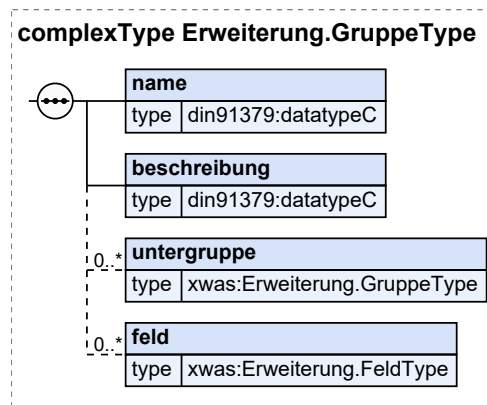 complexType Erweiterung.GruppeType
name
type din91379:datatypeC
beschreibung
type din91379:datatypeC
0..* untergruppe
type xwas:Erweiterung.GruppeType
0..* feld
type xwas:Erweiterung.FeldType